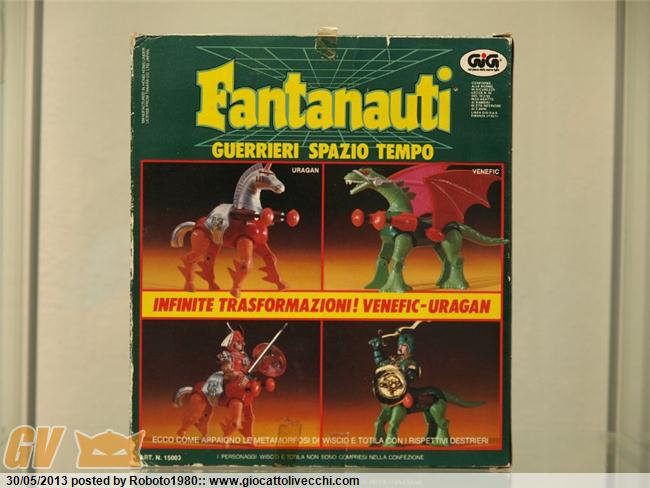 Fantanauti
GUERRIERI SPAZIO TEMPO
GiG
URAGAN
VENEFIC
INFINITE TRASFORMAZIONI! VENEFIC-URAGAN
ECCO COME APPAIONO LE METAMORFOSI DI WISCIO E TOTILA CON I RISPETTIVI DESTRIERI
ART. N. 15003
I PERSONAGGI WISCIO E TOTILA NON SONO COMPRESI NELLA CONFEZIONE
GV
30/05/2013 posted by Roboto1980:: www.giocattolivecchi.com